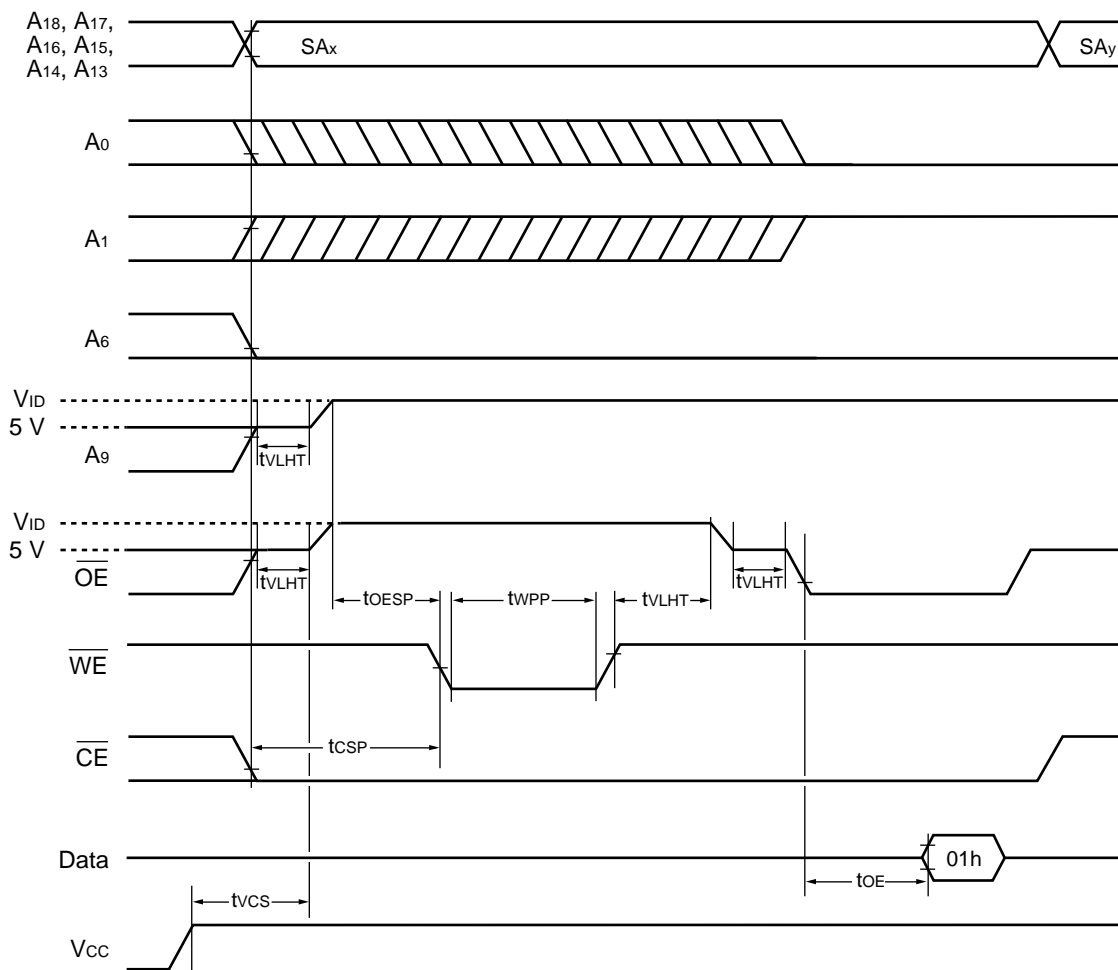 A18, A17,
A16, A15,
A14, A13
SAx
SAy
A0
A1
A6
VID
5 V
A9
tVLHT
VID
5 V
OE
tVLHT
tVLHT
tOESP
tWPP
tVLHT
WE
CE
tCSP
Data
01h
tOE
tVCS
VCC